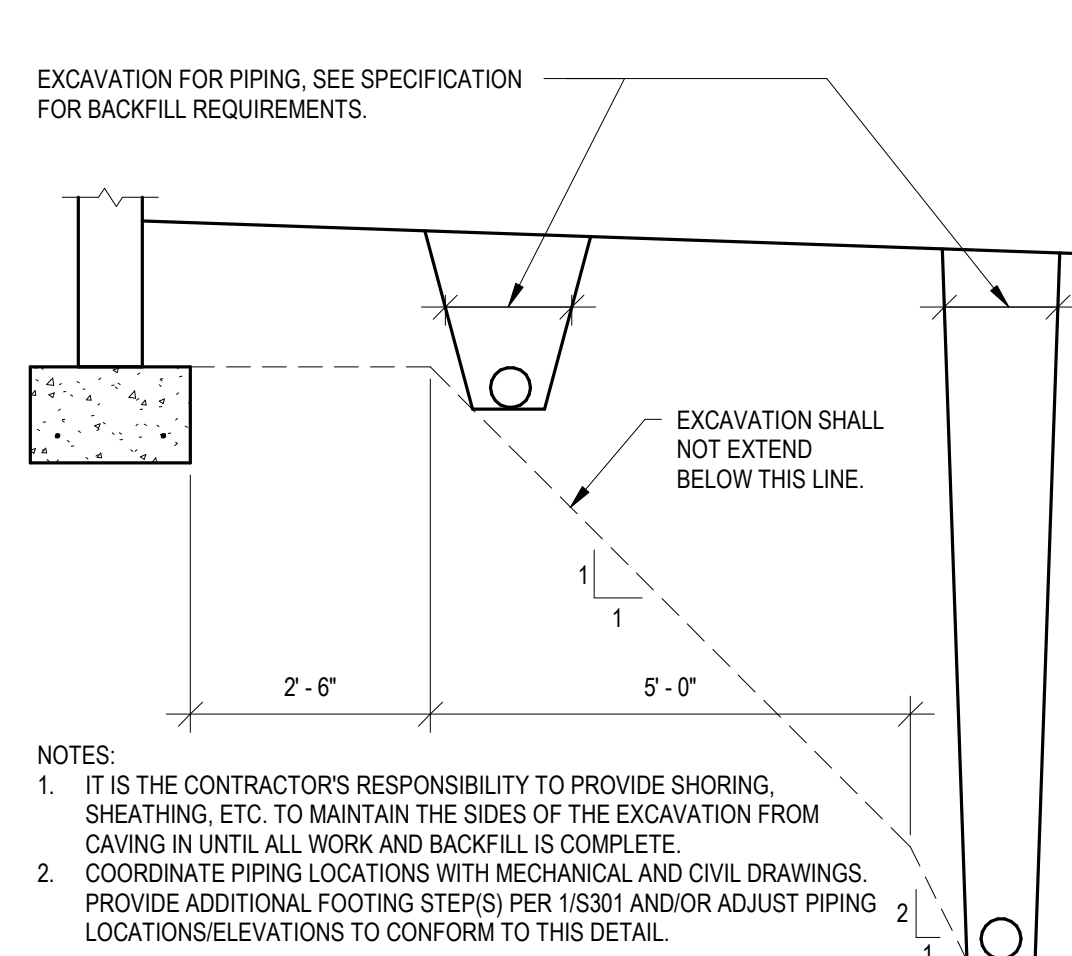 EXCAVATION FOR PIPING, SEE SPECIFICATION
FOR BACKFILL REQUIREMENTS.
EXCAVATION SHALL
NOT EXTEND
BELOW THIS LINE.
1
1
2' - 6"
5' - 0"
NOTES:
1. IT IS THE CONTRACTOR'S RESPONSIBILITY TO PROVIDE SHORING,
SHEATHING, ETC. TO MAINTAIN THE SIDES OF THE EXCAVATION FROM
CAVING IN UNTIL ALL WORK AND BACKFILL IS COMPLETE.
2. COORDINATE PIPING LOCATIONS WITH MECHANICAL AND CIVIL DRAWINGS.
PROVIDE ADDITIONAL FOOTING STEP(S) PER 1/S301 AND/OR ADJUST PIPING
LOCATIONS/ELEVATIONS TO CONFORM TO THIS DETAIL.
2
1